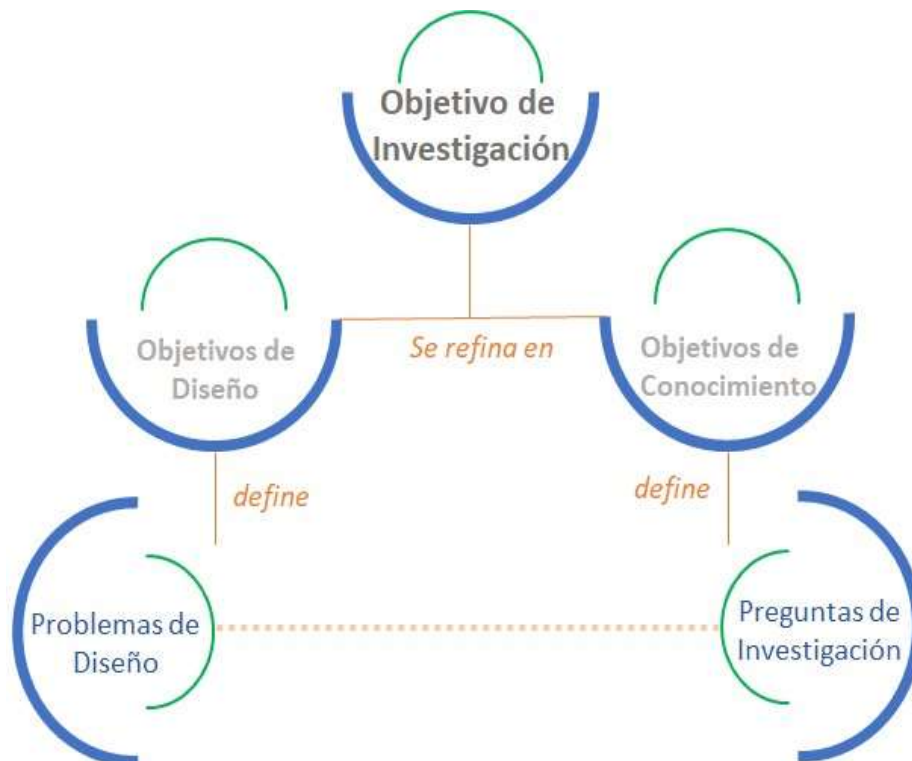 Objetivo de
Investigación
Objetivos de
Diseño
Se refina en
Objetivos de
Conocimiento
define
define
Problemas de
Diseño
Preguntas de
Investigación